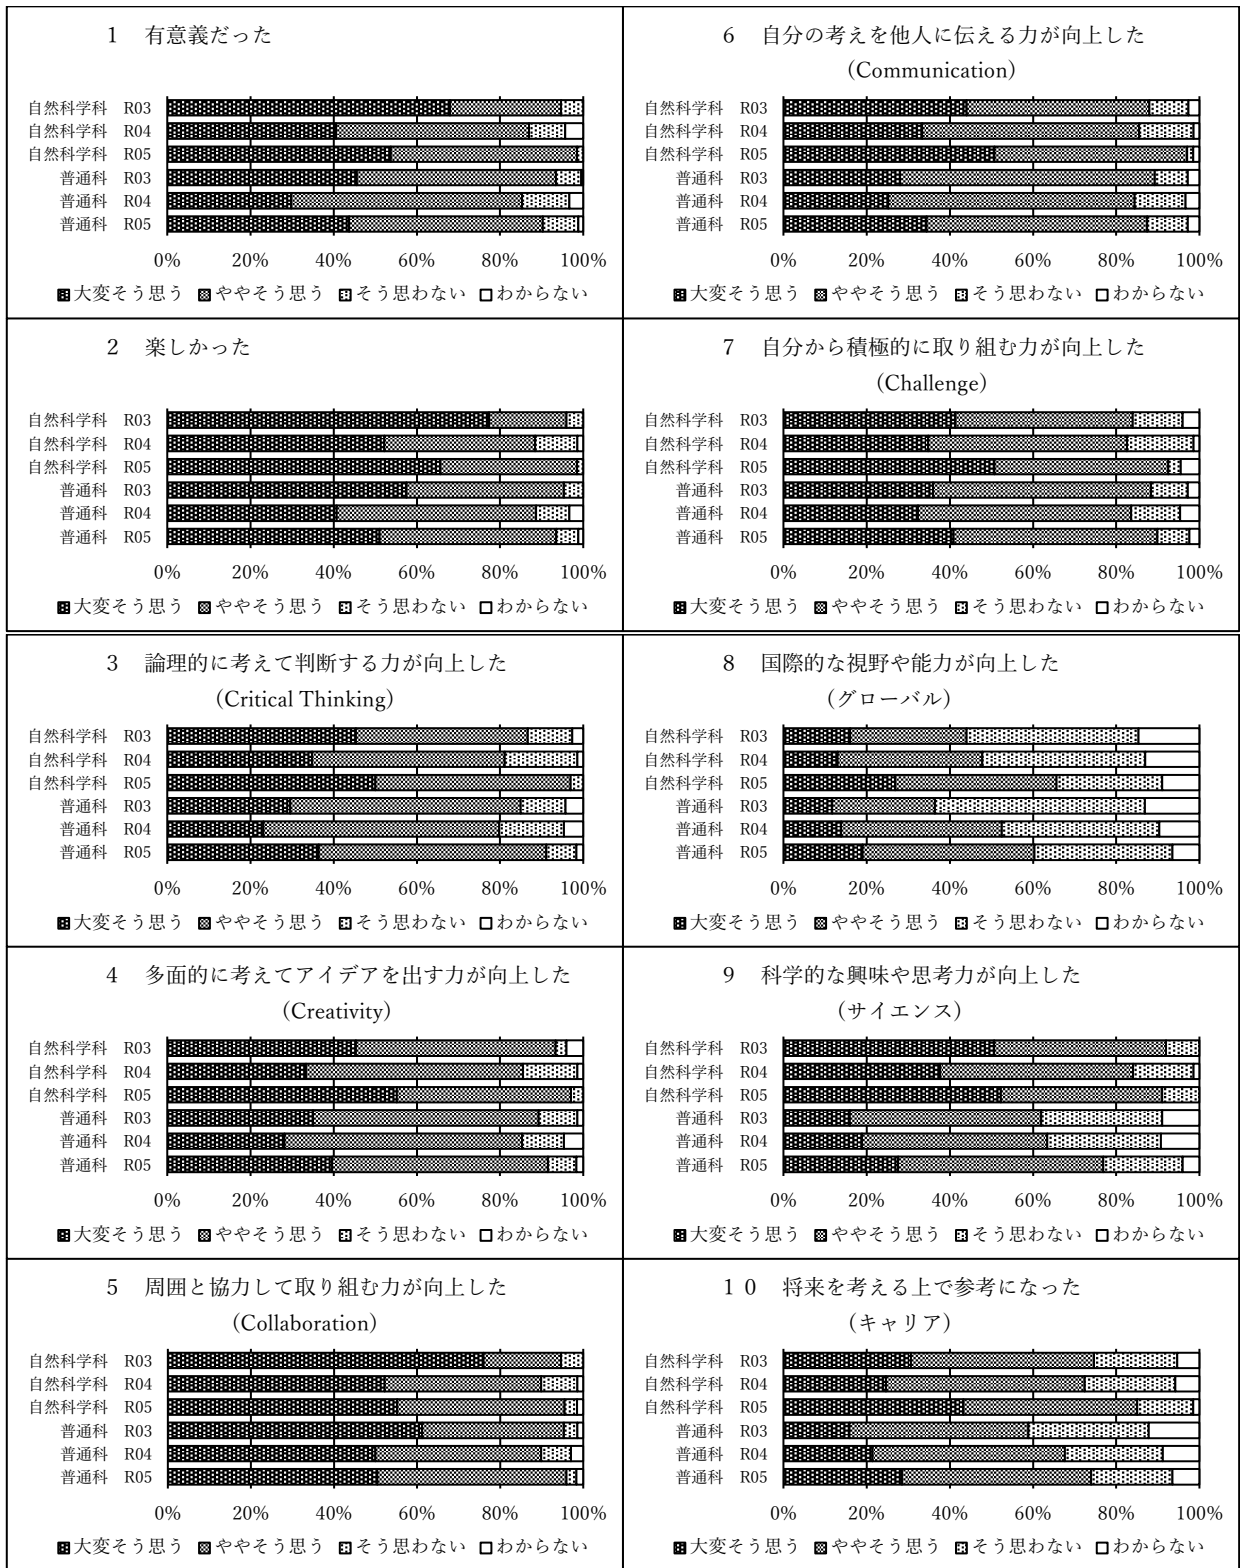 1 有意義だった
自然科学科 R03
自然科学科 R04
自然科学科 R05
普通科 R03
普通科 R04
普通科 R05
0% 20% 40% 60% 80% 100%
大変そう思う ややそう思う そう思わない わからない
6 自分の考えを他人に伝える力が向上した
(Communication)
自然科学科 R03
自然科学科 R04
自然科学科 R05
普通科 R03
普通科 R04
普通科 R05
0% 20% 40% 60% 80% 100%
大変そう思う ややそう思う そう思わない わからない
2 楽しかった
自然科学科 R03
自然科学科 R04
自然科学科 R05
普通科 R03
普通科 R04
普通科 R05
0% 20% 40% 60% 80% 100%
大変そう思う ややそう思う そう思わない わからない
7 自分から積極的に取り組む力が向上した
(Challenge)
自然科学科 R03
自然科学科 R04
自然科学科 R05
普通科 R03
普通科 R04
普通科 R05
0% 20% 40% 60% 80% 100%
大変そう思う ややそう思う そう思わない わからない
3 論理的に考えて判断する力が向上した
(Critical Thinking)
自然科学科 R03
自然科学科 R04
自然科学科 R05
普通科 R03
普通科 R04
普通科 R05
0% 20% 40% 60% 80% 100%
大変そう思う ややそう思う そう思わない わからない
8 国際的な視野や能力が向上した
(グローバル)
自然科学科 R03
自然科学科 R04
自然科学科 R05
普通科 R03
普通科 R04
普通科 R05
0% 20% 40% 60% 80% 100%
大変そう思う ややそう思う そう思わない わからない
4 多面的に考えてアイデアを出す力が向上した
(Creativity)
自然科学科 R03
自然科学科 R04
自然科学科 R05
普通科 R03
普通科 R04
普通科 R05
0% 20% 40% 60% 80% 100%
大変そう思う ややそう思う そう思わない わからない
9 科学的な興味や思考力が向上した
(サイエンス)
自然科学科 R03
自然科学科 R04
自然科学科 R05
普通科 R03
普通科 R04
普通科 R05
0% 20% 40% 60% 80% 100%
大変そう思う ややそう思う そう思わない わからない
5 周囲と協力して取り組む力が向上した
(Collaboration)
自然科学科 R03
自然科学科 R04
自然科学科 R05
普通科 R03
普通科 R04
普通科 R05
0% 20% 40% 60% 80% 100%
大変そう思う ややそう思う そう思わない わからない
10 将来を考える上で参考になった
(キャリア)
自然科学科 R03
自然科学科 R04
自然科学科 R05
普通科 R03
普通科 R04
普通科 R05
0% 20% 40% 60% 80% 100%
大変そう思う ややそう思う そう思わない わからない